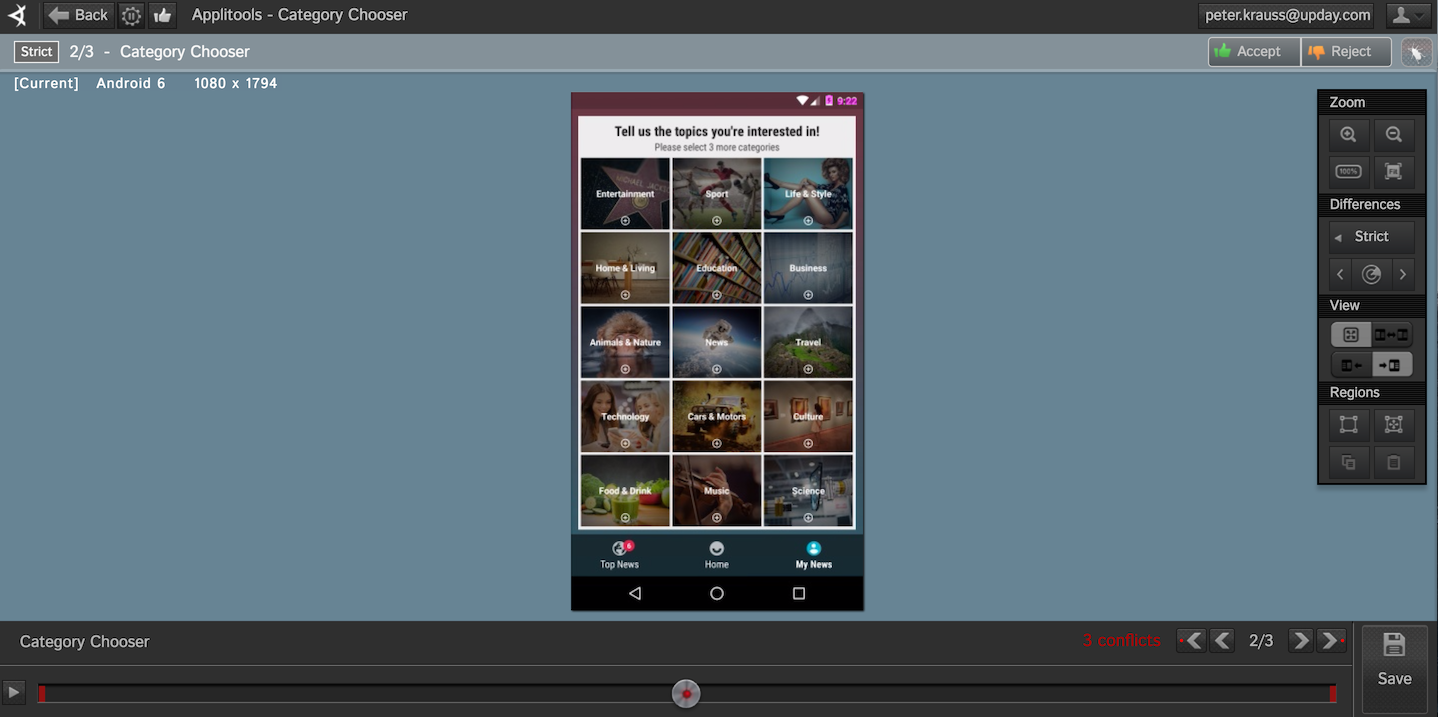 Back
Applitools - Category Chooser
peter.krauss@upday.com
Strict
2/3 - Category Chooser
Accept
Reject
[Current] Android 6 1080 x 1794
9:22
Tell us the topics you're interested in!
Please select 3 more categories
MICHAEL JACKSON
Entertainment
Sport
Life & Style
Home & Living
Education
Business
Animals & Nature
News
Travel
Technology
Cars & Motors
Culture
Food & Drink
Music
Science
6
Top News
Home
My News
Zoom
100%
Fit
Differences
Strict
View
Regions
Category Chooser
3 conflicts
2/3
Save